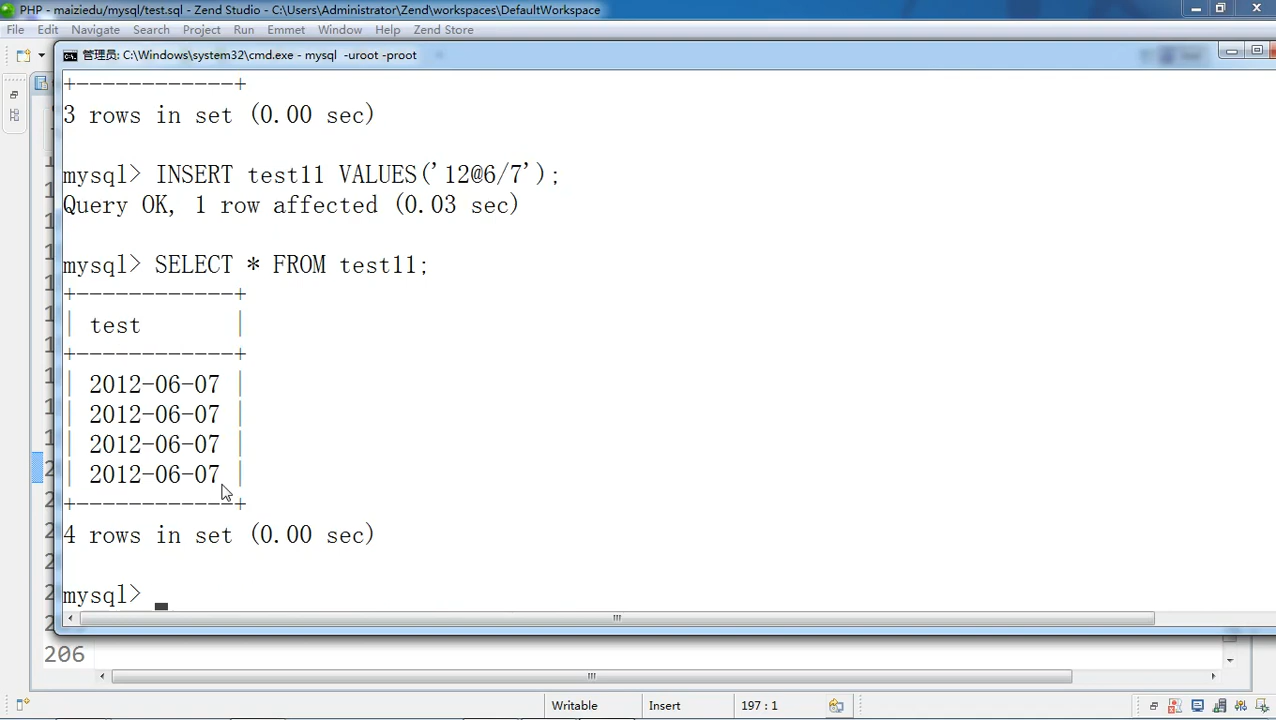 PHP - maiziedu/mysql/test.sql - Zend Studio - C:\Users\Administrator\Zend\workspaces\DefaultWorkspace
File Edit Navigate Search Project Run Emmet Window Help Zend Store
管理员: C:\Windows\system32\cmd.exe - mysql -uroot -proot
+------------+
3 rows in set (0.00 sec)
mysql> INSERT test11 VALUES('12@6/7');
Query OK, 1 row affected (0.03 sec)
mysql> SELECT * FROM test11;
+------------+
| test       |
+------------+
| 2012-06-07 |
| 2012-06-07 |
| 2012-06-07 |
| 2012-06-07 |
+------------+
4 rows in set (0.00 sec)
mysql>
206
Writable Insert 197 : 1